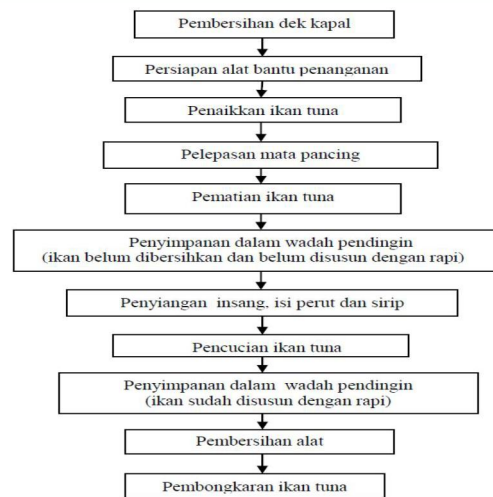 Pembersihan dek kapal
Persiapan alat bantu penanganan
Penaikkan ikan tuna
Pelepasan mata pancing
Pematian ikan tuna
Penyimpanan dalam wadah pendingin
(ikan belum dibersihkan dan belum disusun dengan rapi)
Penyiangan insang, isi perut dan sirip
Pencucian ikan tuna
Penyimpanan dalam wadah pendingin
(ikan sudah disusun dengan rapi)
Pembersihan alat
Pembongkaran ikan tuna